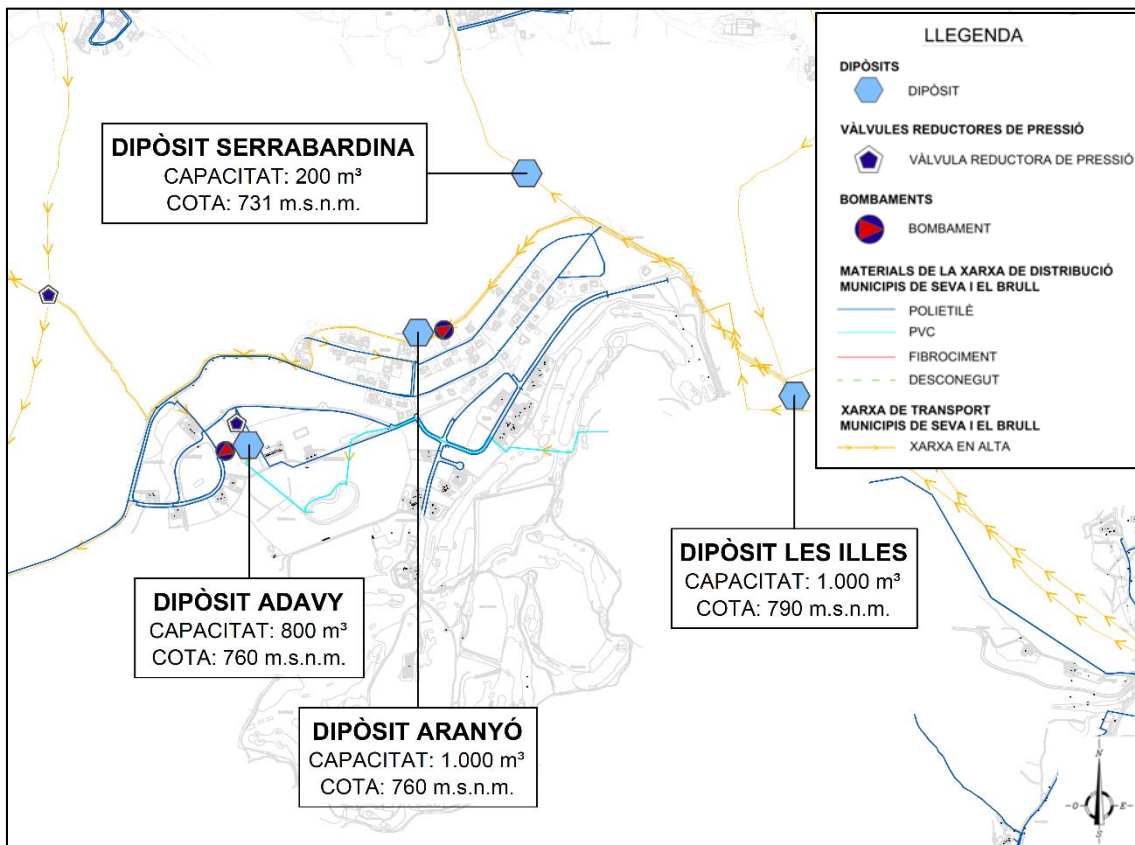 DIPÒSIT SERRABARDINA
CAPACITAT: 200 m³
COTA: 731 m.s.n.m.
DIPÒSIT ADAVY
CAPACITAT: 800 m³
COTA: 760 m.s.n.m.
DIPÒSIT ARANYÓ
CAPACITAT: 1.000 m³
COTA: 760 m.s.n.m.
DIPÒSIT LES ILLES
CAPACITAT: 1.000 m³
COTA: 790 m.s.n.m.
LLEGENDA
DIPÒSITS
DIPÒSIT
VÀLVULES REDUCTORES DE PRESSIÓ
VÀLVULA REDUCTORA DE PRESSIÓ
BOMBAMENTS
BOMBAMENT
MATERIALS DE LA XARXA DE DISTRIBUCIÓ
MUNICIPIS DE SEVA I EL BRULL
POLIETILÈ
PVC
FIBROCIMENT
DESCONEGUT
XARXA DE TRANSPORT
MUNICIPIS DE SEVA I EL BRULL
XARXA EN ALTA
N
O
E
S